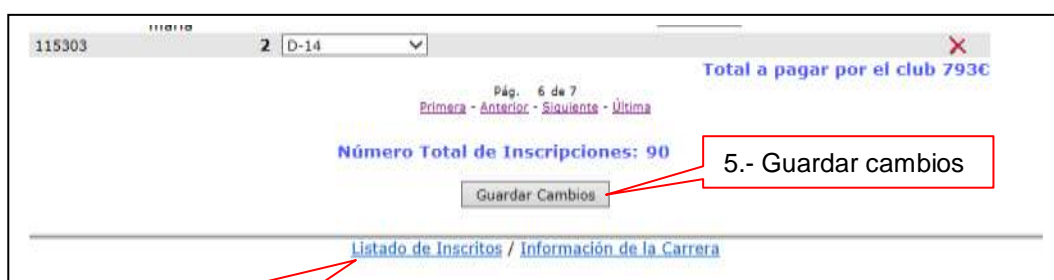 115303 2 D-14
Total a pagar por el club 793€
Pág. 6 de 7
Primera - Anterior - Siguiente - Última
Número Total de Inscripciones: 90
5.- Guardar cambios
Guardar Cambios
Listado de Inscritos / Información de la Carrera